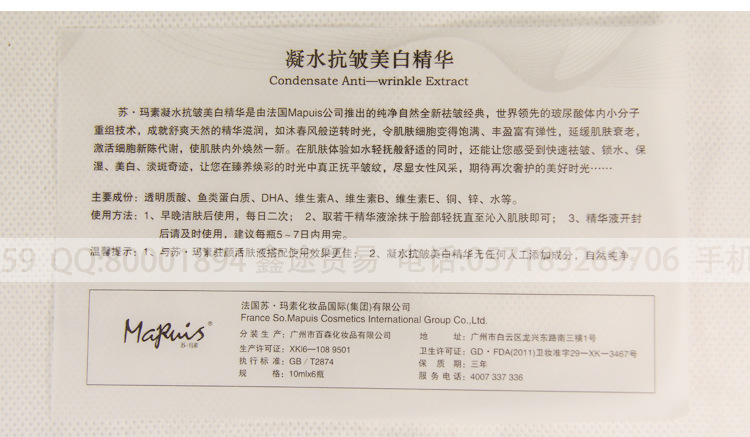 凝水抗皱美白精华
Condensate Anti—wrinkle Extract
苏·玛素凝水抗皱美白精华是由法国Mapuis公司推出的纯净自然全新祛皱经典，世界领先的玻尿酸体内小分子
重组技术，成就舒爽天然的精华滋润，如沐春风般逆转时光，令肌肤细胞变得饱满、丰盈富有弹性，延缓肌肤衰老，
激活细胞新陈代谢，使肌肤内外焕然一新。在肌肤体验如水轻抚般舒适的同时，还能让您感受到快速祛皱、锁水、保
湿、美白、淡斑奇迹，让您在臻养焕彩的时光中真正抚平皱纹，尽显女性风采，期待再次奢护的美好时光……
主要成份：透明质酸、鱼类蛋白质、DHA、维生素A、维生素B、维生素E、铜、锌、水等。
使用方法：1、早晚洁肤后使用，每日二次； 2、取若干精华液涂抹于脸部轻抚直至沁入肌肤即可； 3、精华液开封
后请及时使用，建议每瓶5～7日内用完。
温馨提示：1、与苏·玛素驻颜活肤液搭配使用效果更佳； 2、凝水抗皱美白精华无任何人工添加成分，自然纯净
59 QQ:80001894 鑫途贸易 电话:057185269706 手机
MaPuis®
苏·玛素
法国苏·玛素化妆品国际(集团)有限公司
France So.Mapuis Cosmetics International Group Co.,Ltd.
分装生产：广州市百森化妆品有限公司 地址：广州市白云区龙兴东路南三横1号
生产许可证：XK16-108 9501 卫生许可证：GD·FDA(2011)卫妆准字29-XK-3467号
执行标准：GB/T2874 保质期：三年
规格：10mlx6瓶 服务电话：4007 337 336